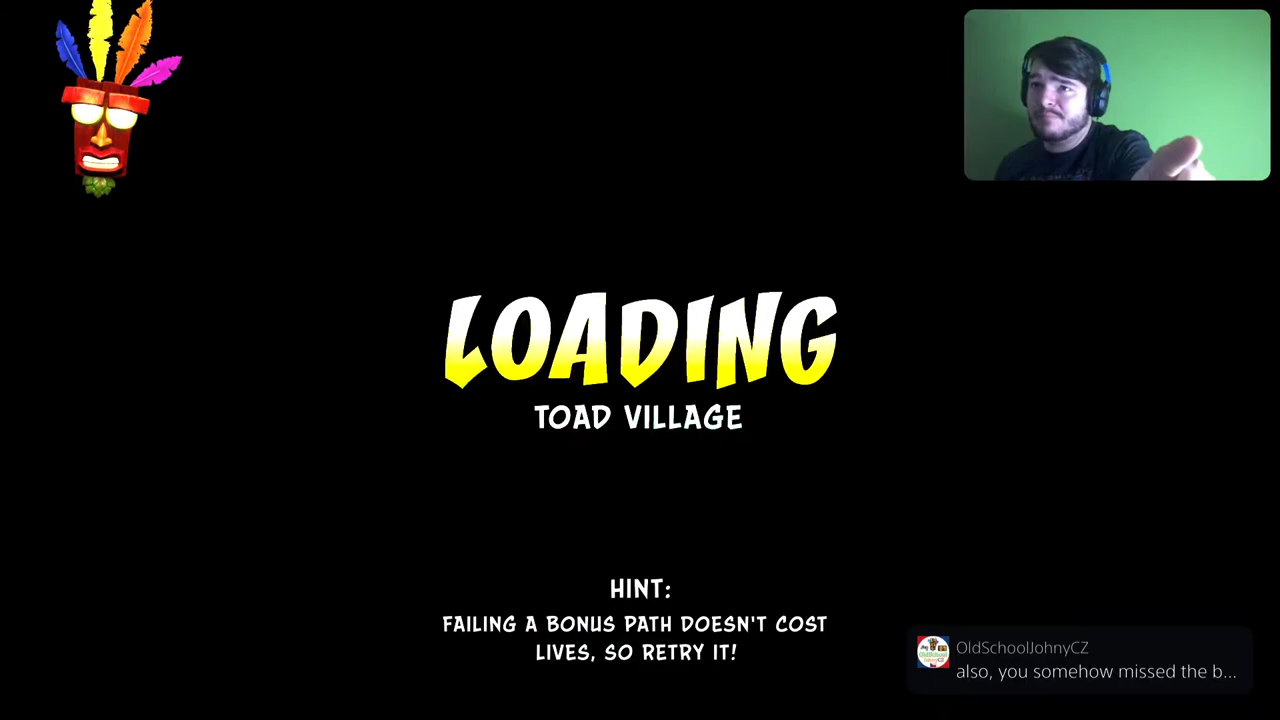 LOADING
TOAD VILLAGE
HINT:
FAILING A BONUS PATH DOESN'T COST
LIVES, SO RETRY IT!
OldSchoolJohnyCZ
also, you somehow missed the b...